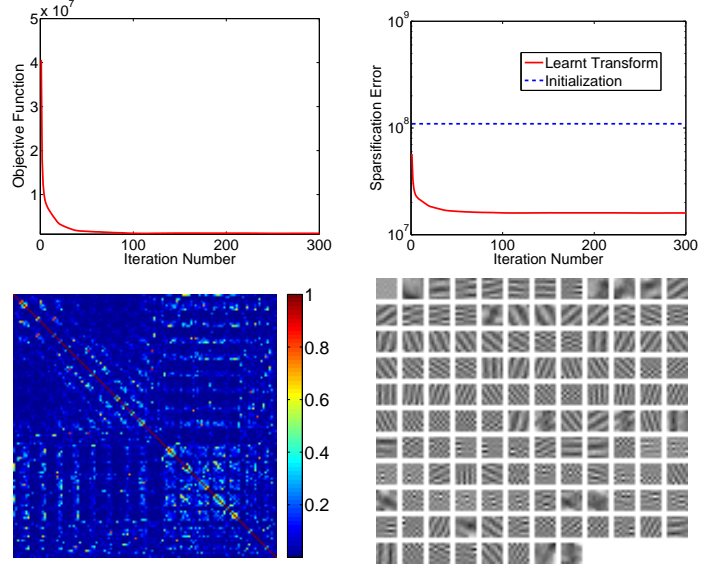 5 x 10^7
4
3
2
1
0 100 200 300
Objective Function
Iteration Number
10^9
10^8
10^7
0 100 200 300
Sparsification Error
Iteration Number
Learnt Transform
Initialization
1
0.8
0.6
0.4
0.2